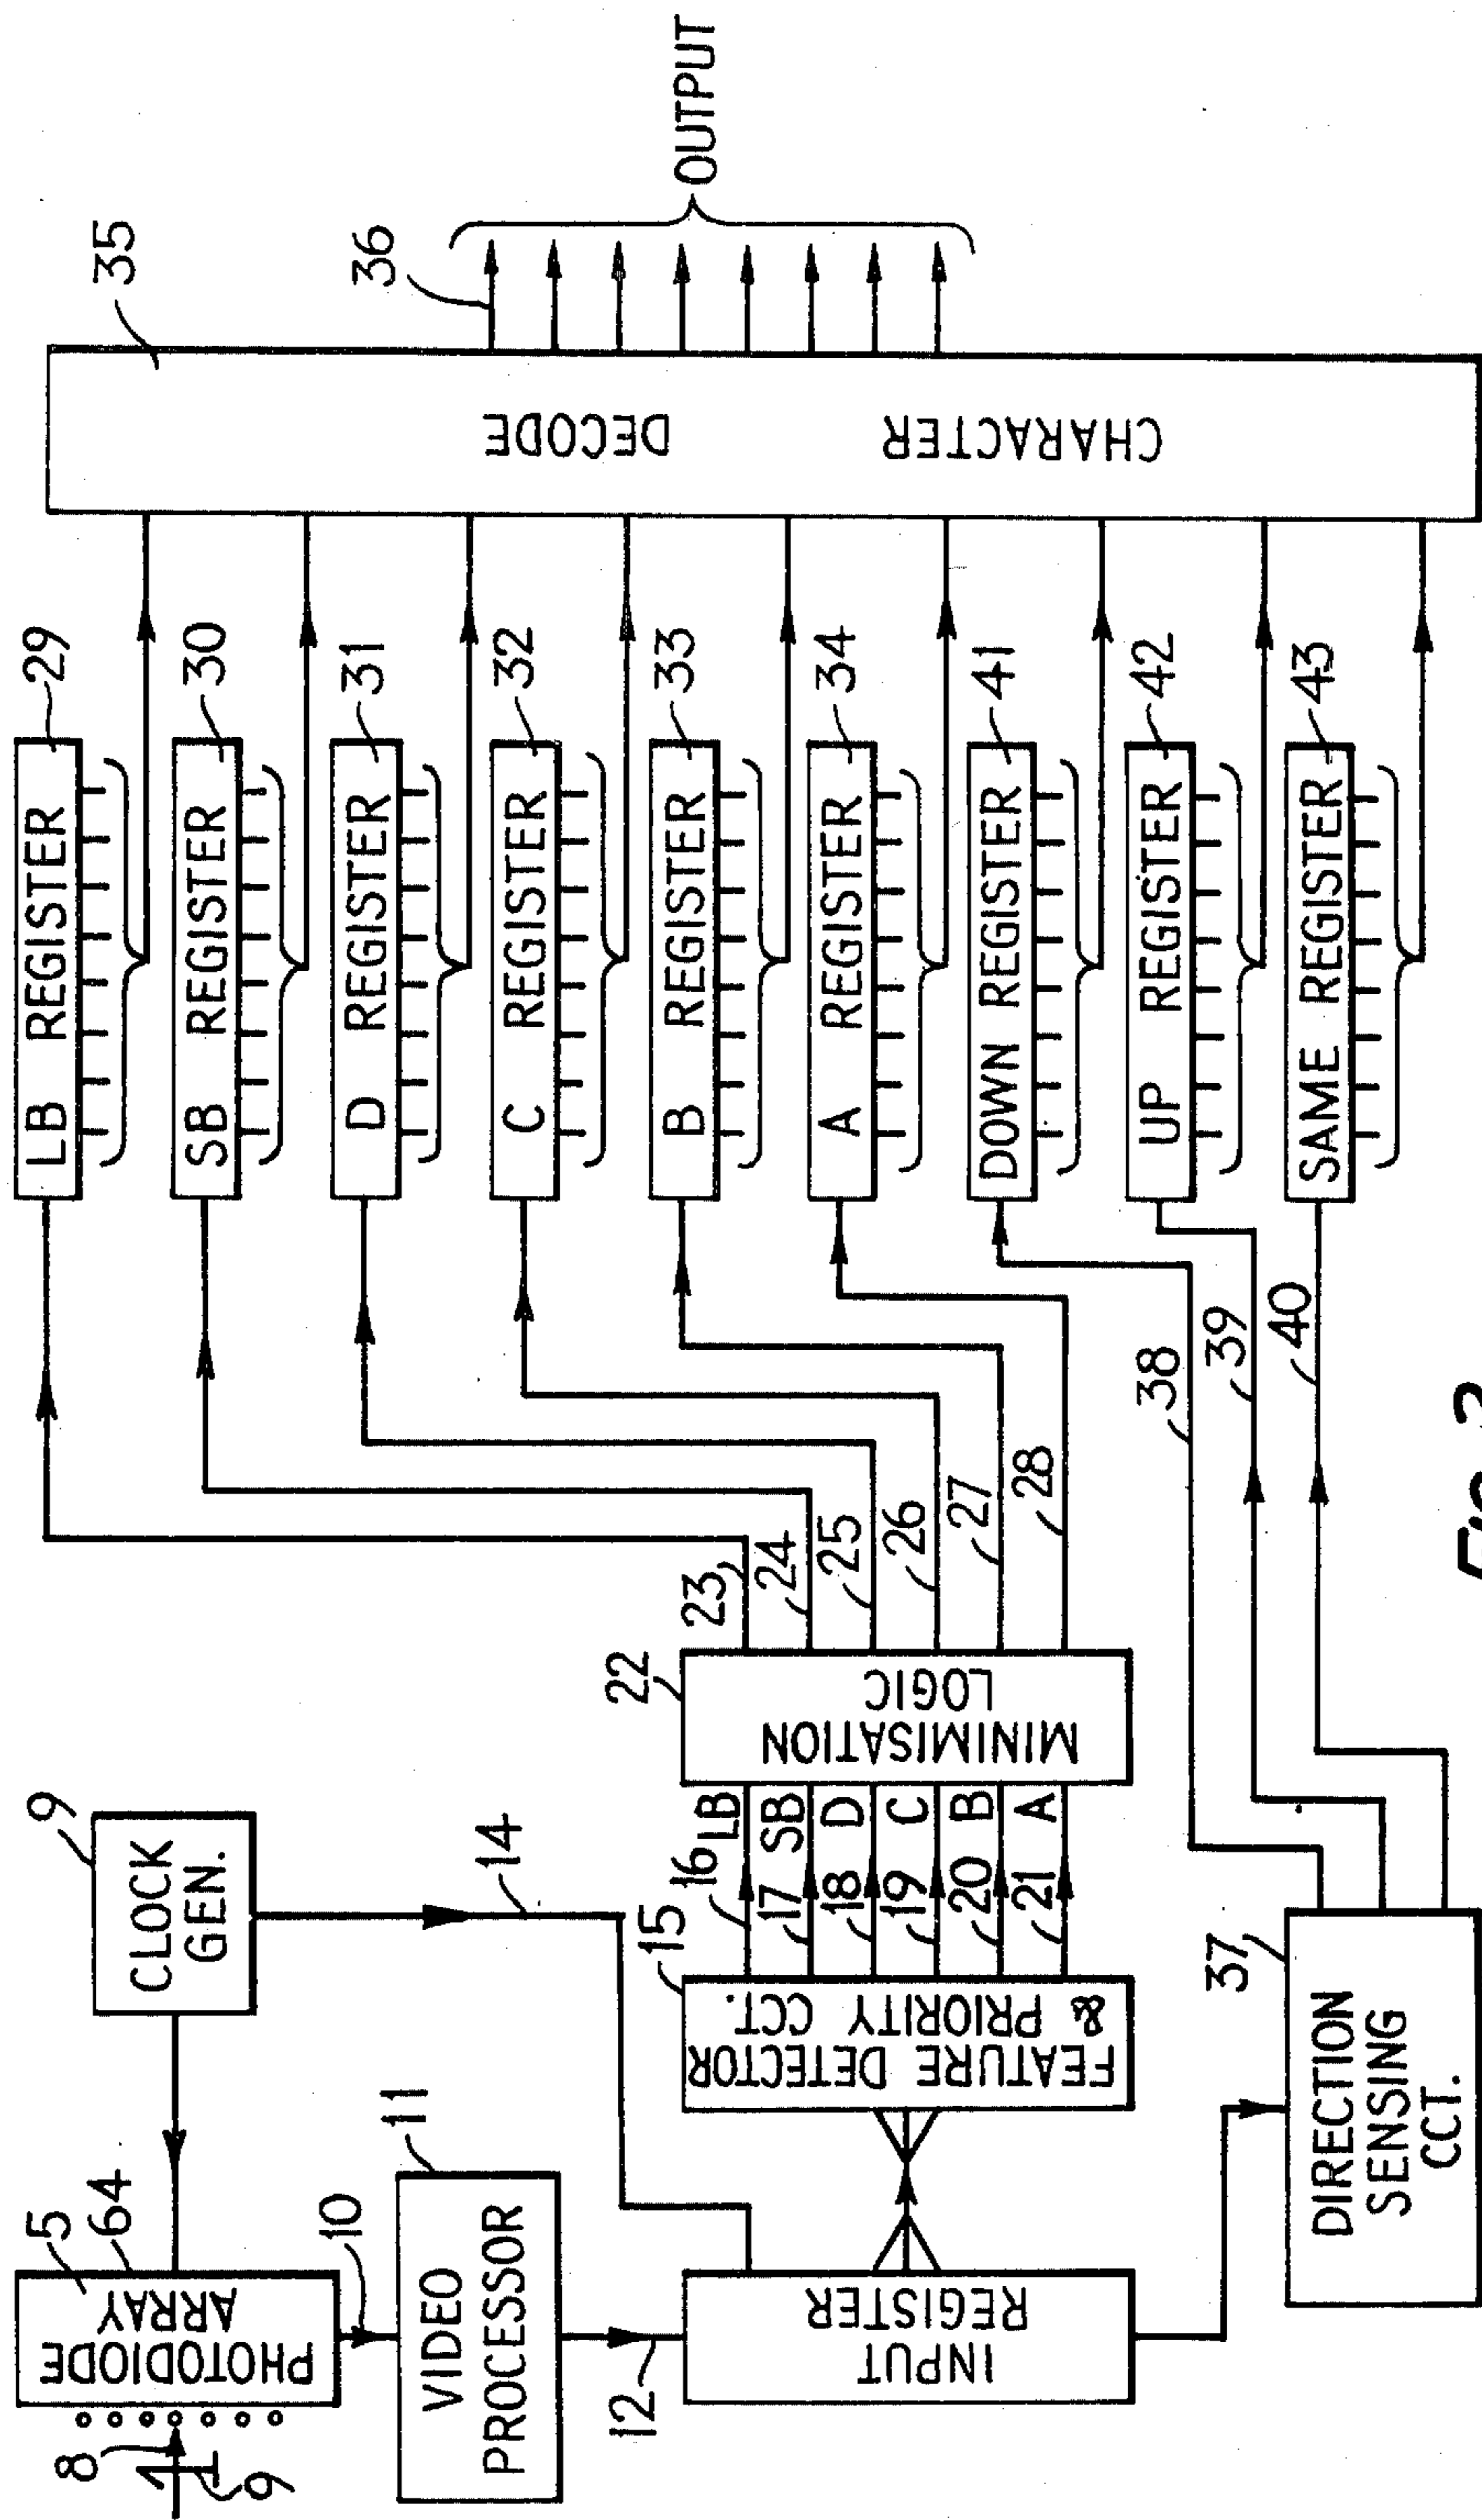 5
64
PHOTODIODE
ARRAY
8
9
10
11
VIDEO
PROCESSOR
12
INPUT
REGISTER
9
CLOCK
GEN.
14
15
FEATURE DETECTOR
& PRIORITY CCT.
16 LB
17 SB
18 D
19 C
20 B
21 A
22
MINIMISATION
LOGIC
23
24
25
26
27
28
37
DIRECTION
SENSING
CCT.
38
39
40
LB REGISTER 29
SB REGISTER 30
D REGISTER 31
C REGISTER 32
B REGISTER 33
A REGISTER 34
DOWN REGISTER 41
UP REGISTER 42
SAME REGISTER 43
35
CHARACTER DECODE
36
OUTPUT